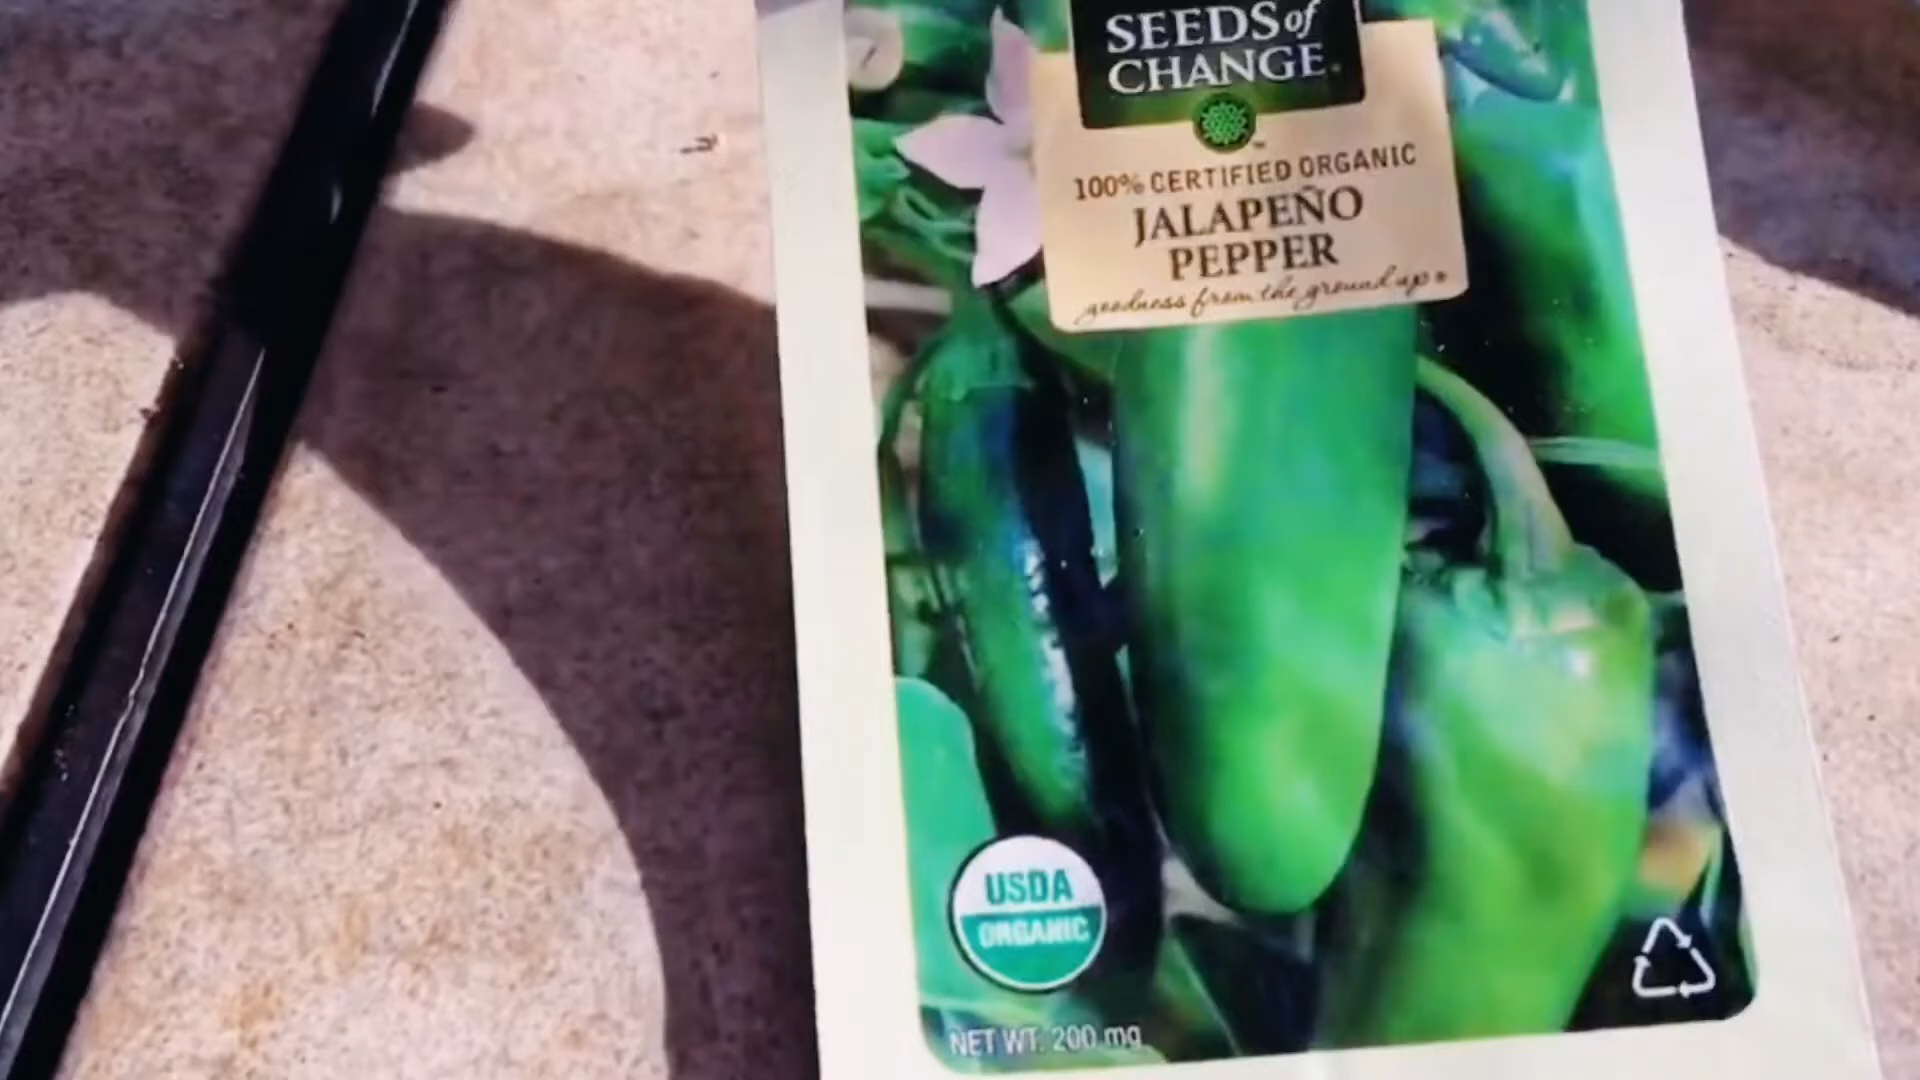 SEEDS of
CHANGE®
™
100% CERTIFIED ORGANIC
JALAPEÑO
PEPPER
goodness from the ground up®
USDA
ORGANIC
NET WT. 200 mg